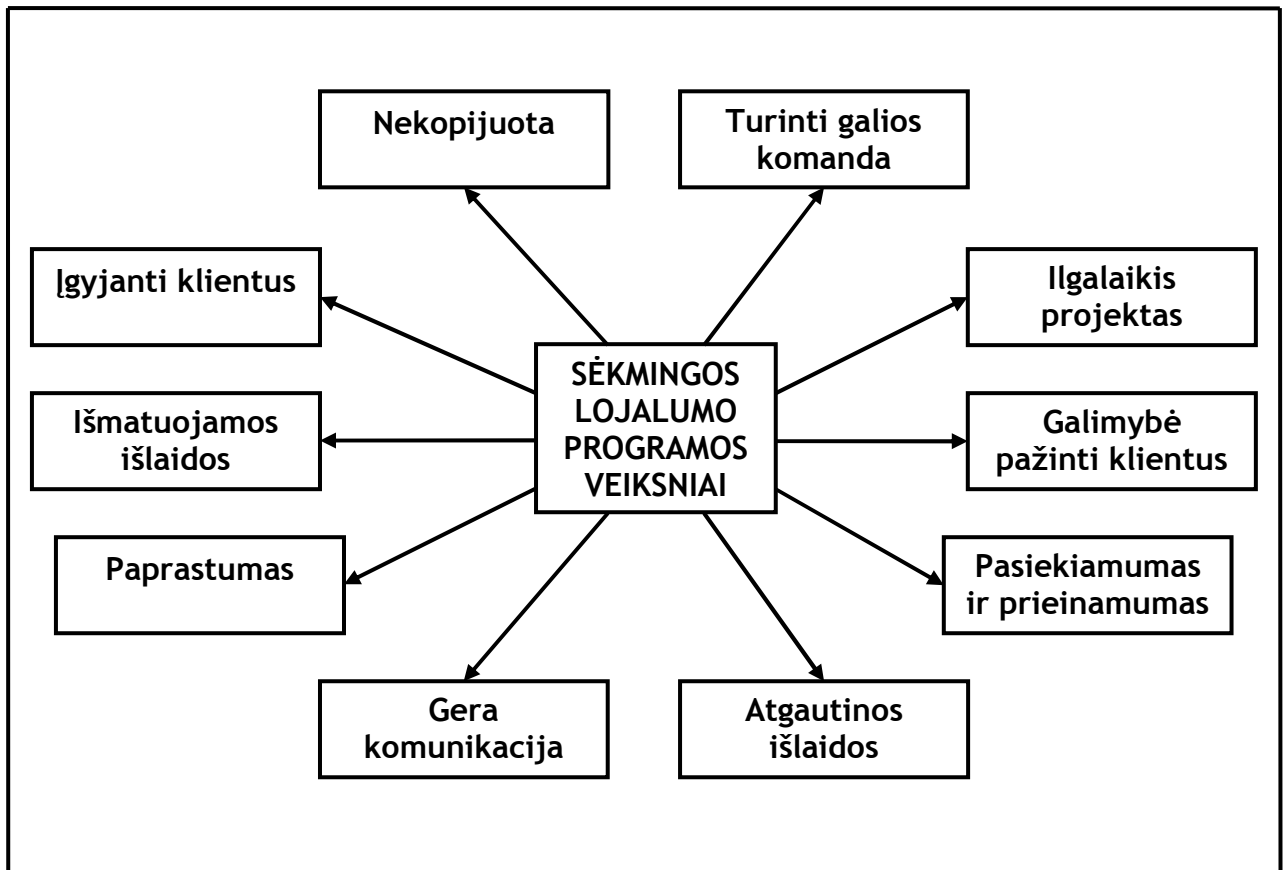 Nekopijuota
Turinti galios
komanda
Įgyjanti klientus
Ilgalaikis
projektas
SĖKMINGOS
LOJALUMO
PROGRAMOS
VEIKSNIAI
Išmatuojamos
išlaidos
Galimybė
pažinti klientus
Paprastumas
Pasiekiamumas
ir prieinamumas
Gera
komunikacija
Atgautinos
išlaidos